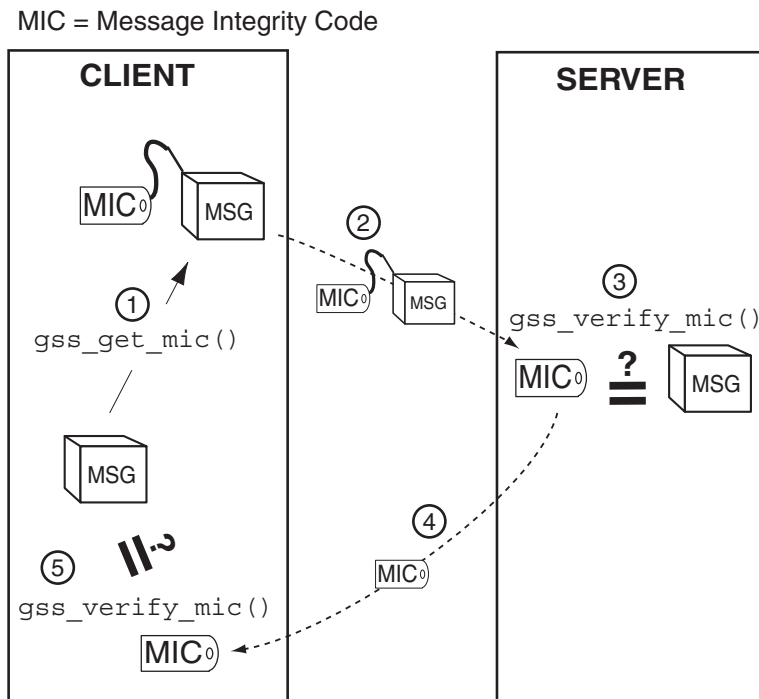 MIC = Message Integrity Code
CLIENT
SERVER
MIC
MSG
2
MIC
MSG
1
gss_get_mic()
3
gss_verify_mic()
MIC
?
MSG
MSG
4
MIC
?
5
gss_verify_mic()
MIC